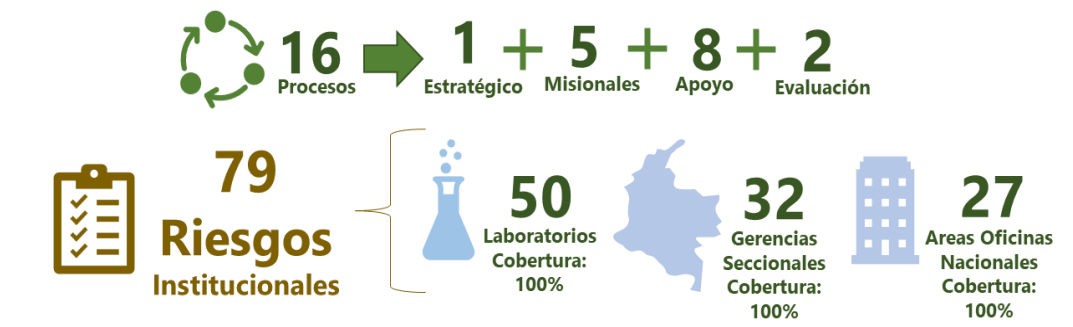 16
Procesos
1
Estratégico
+
5
Misionales
+
8
Apoyo
+
2
Evaluación
79
Riesgos
Institucionales
50
Laboratorios
Cobertura:
100%
32
Gerencias
Seccionales
Cobertura:
100%
27
Areas Oficinas
Nacionales
Cobertura:
100%